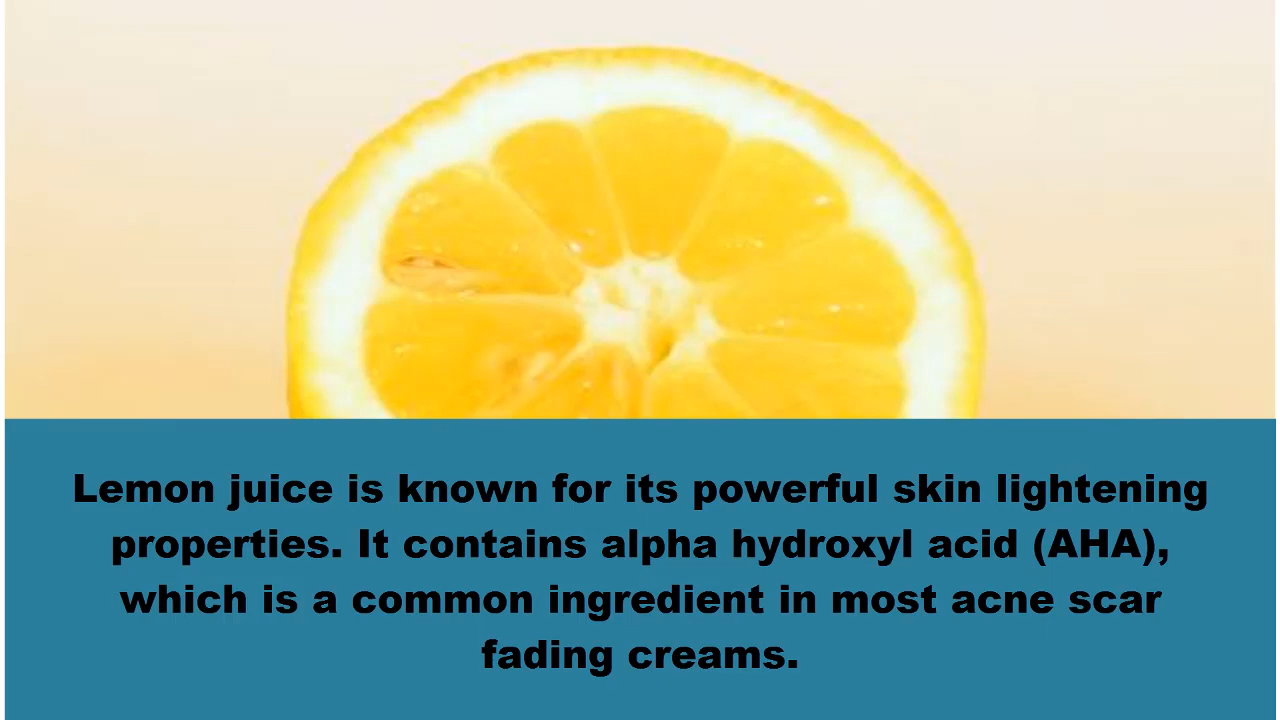 Lemon juice is known for its powerful skin lightening
properties. It contains alpha hydroxyl acid (AHA),
which is a common ingredient in most acne scar
fading creams.